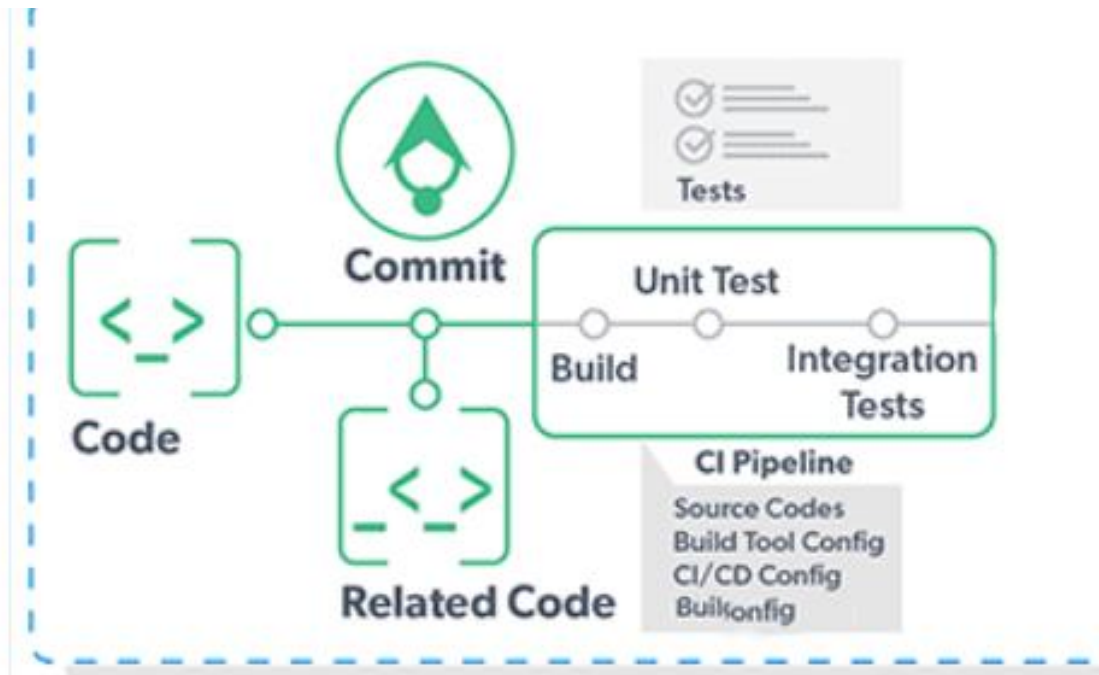 Tests
Commit
Unit Test
Build
Integration
Tests
Code
CI Pipeline
Source Codes
Build Tool Config
CI/CD Config
Related Code